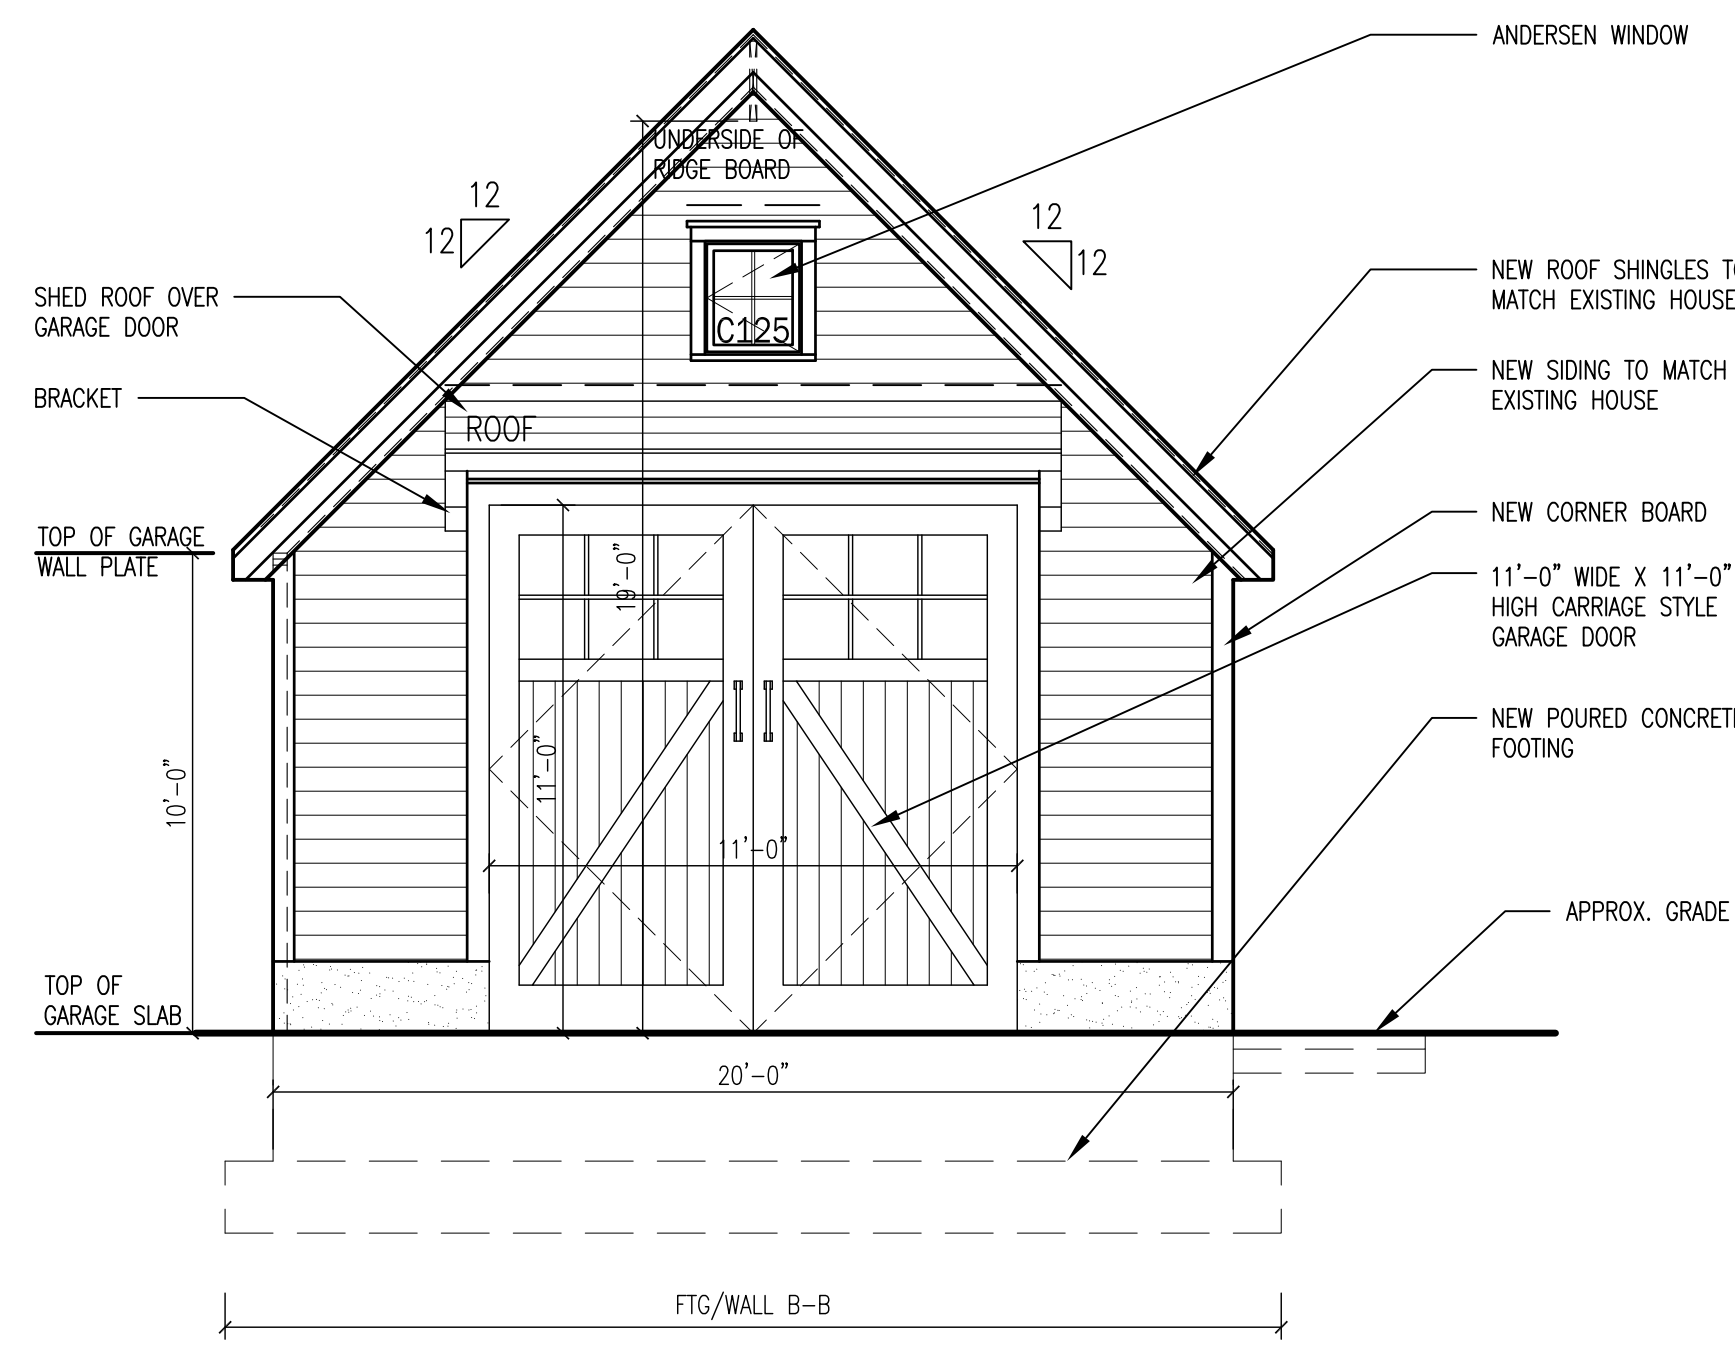 ANDERSEN WINDOW
UNDERSIDE OF
RIDGE BOARD
12
12
12
12
NEW ROOF SHINGLES TO
MATCH EXISTING HOUSE
SHED ROOF OVER
GARAGE DOOR
C125
NEW SIDING TO MATCH
EXISTING HOUSE
BRACKET
ROOF
NEW CORNER BOARD
TOP OF GARAGE
WALL PLATE
11'-0" WIDE X 11'-0"
HIGH CARRIAGE STYLE
GARAGE DOOR
19'-0"
11'-0"
10'-0"
NEW POURED CONCRETE
FOOTING
11'-0"
APPROX. GRADE
TOP OF
GARAGE SLAB
20'-0"
FTG/WALL B-B